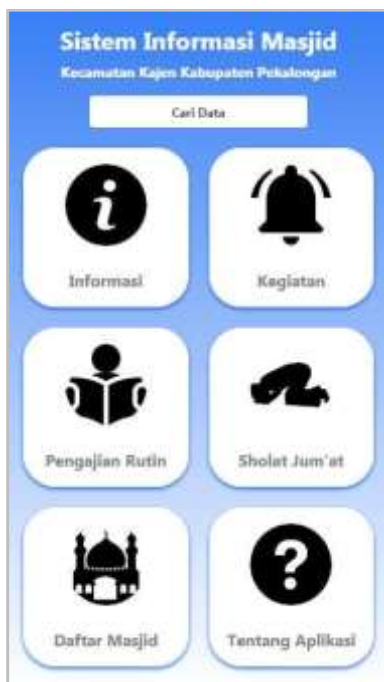 Sistem Informasi Masjid
Kecamatan Kajen Kabupaten Pekalongan
Cari Data
Informasi
Kegiatan
Pengajian Rutin
Sholat Jum'at
Daftar Masjid
Tentang Aplikasi